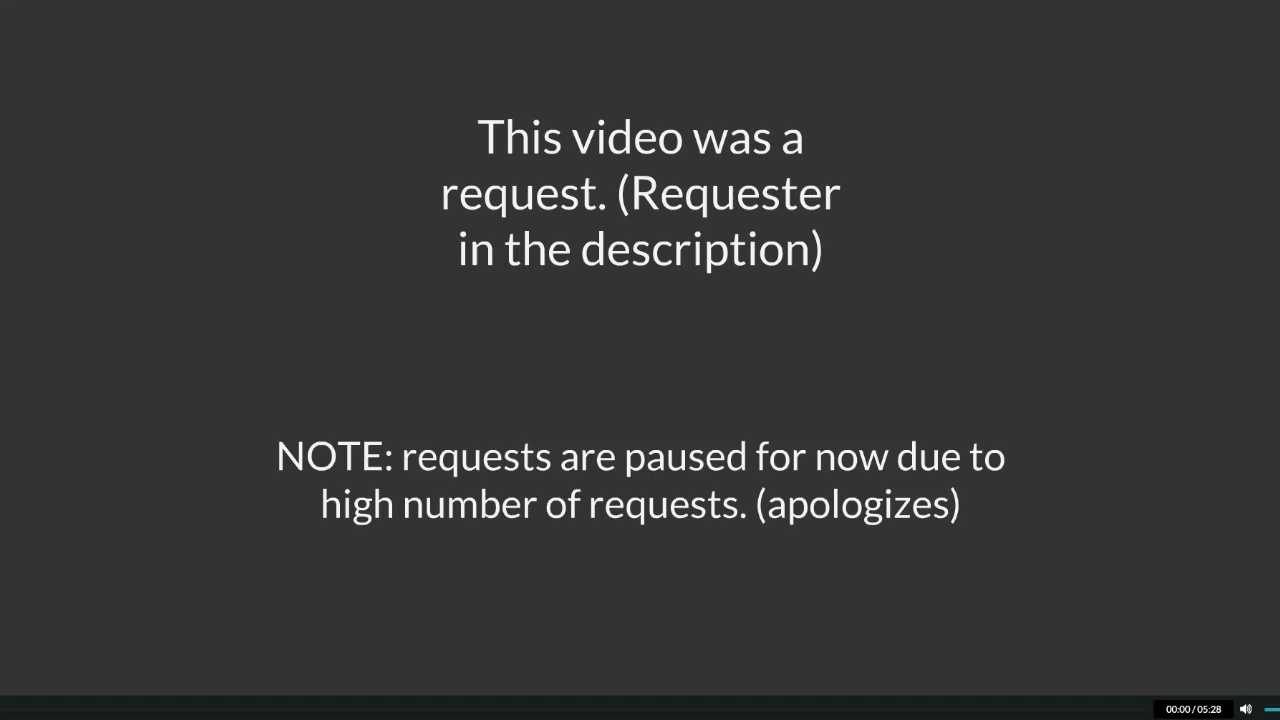 This video was a
request. (Requester
in the description)
NOTE: requests are paused for now due to
high number of requests. (apologizes)
00:00 / 05:28